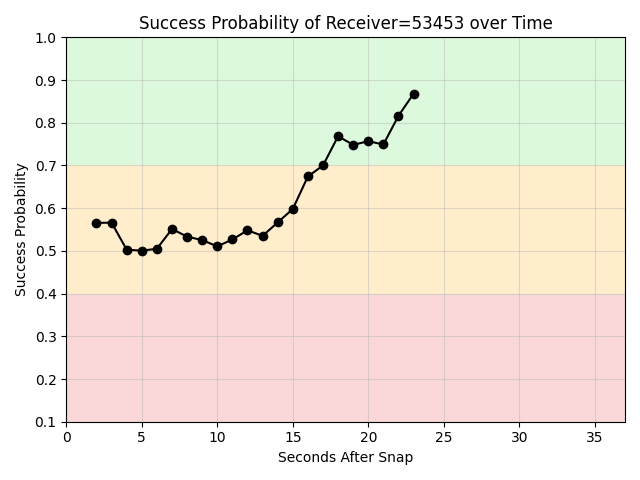 Success Probability of Receiver=53453 over Time
1.0
0.9
0.8
0.7
0.6
0.5
0.4
0.3
0.2
0.1
Success Probability
0 5 10 15 20 25 30 35
Seconds After Snap